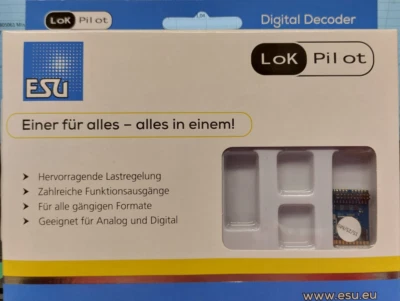 LoK Pilot
Digital Decoder
ESU
LoK Pilot
Einer für alles – alles in einem!
Hervorragende Lastregelung
Zahlreiche Funktionsausgänge
Für alle gängigen Formate
Geeignet für Analog und Digital
www.esu.eu